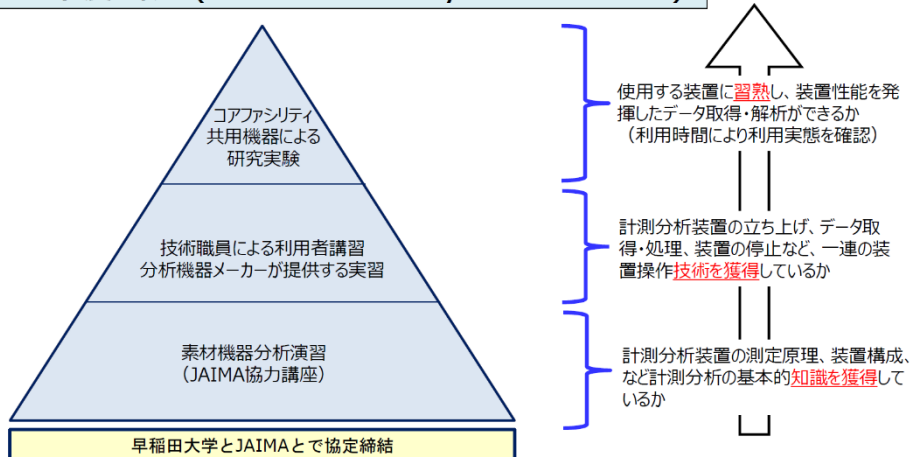 コアファシリティ
共用機器による
研究実験
使用する装置に習熟し、装置性能を発
揮したデータ取得・解析ができるか
（利用時間により利用実態を確認）
技術職員による利用者講習
分析機器メーカーが提供する実習
計測分析装置の立ち上げ、データ取
得・処理、装置の停止など、一連の装
置操作技術を獲得しているか
素材機器分析演習
（JAIMA協力講座）
計測分析装置の測定原理、装置構成、
など計測分析の基本的知識を獲得して
いるか
早稲田大学とJAIMAとで協定締結